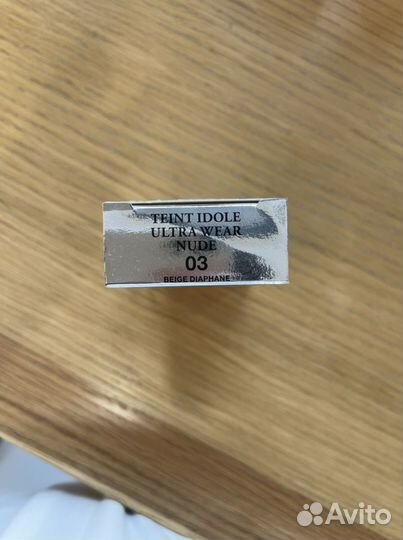 TEINT IDOLE
ULTRA WEAR
NUDE
03
BEIGE DIAPHANE
Avito